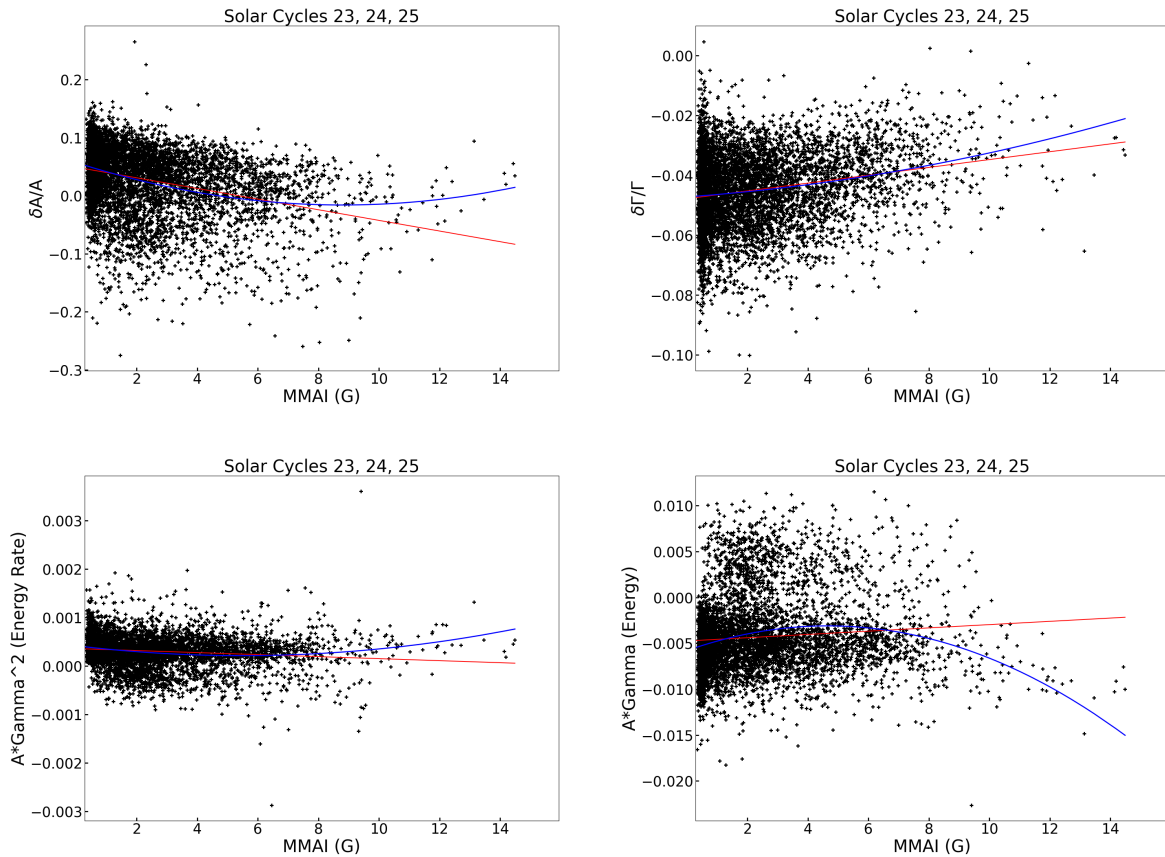 Solar Cycles 23, 24, 25
δA/A
0.2
0.1
0.0
−0.1
−0.2
−0.3
2 4 6 8 10 12 14
MMAI (G)
Solar Cycles 23, 24, 25
δΓ/Γ
0.00
−0.02
−0.04
−0.06
−0.08
−0.10
2 4 6 8 10 12 14
MMAI (G)
Solar Cycles 23, 24, 25
A*Gamma^2 (Energy Rate)
0.003
0.002
0.001
0.000
−0.001
−0.002
−0.003
2 4 6 8 10 12 14
MMAI (G)
Solar Cycles 23, 24, 25
A*Gamma (Energy)
0.010
0.005
0.000
−0.005
−0.010
−0.015
−0.020
2 4 6 8 10 12 14
MMAI (G)